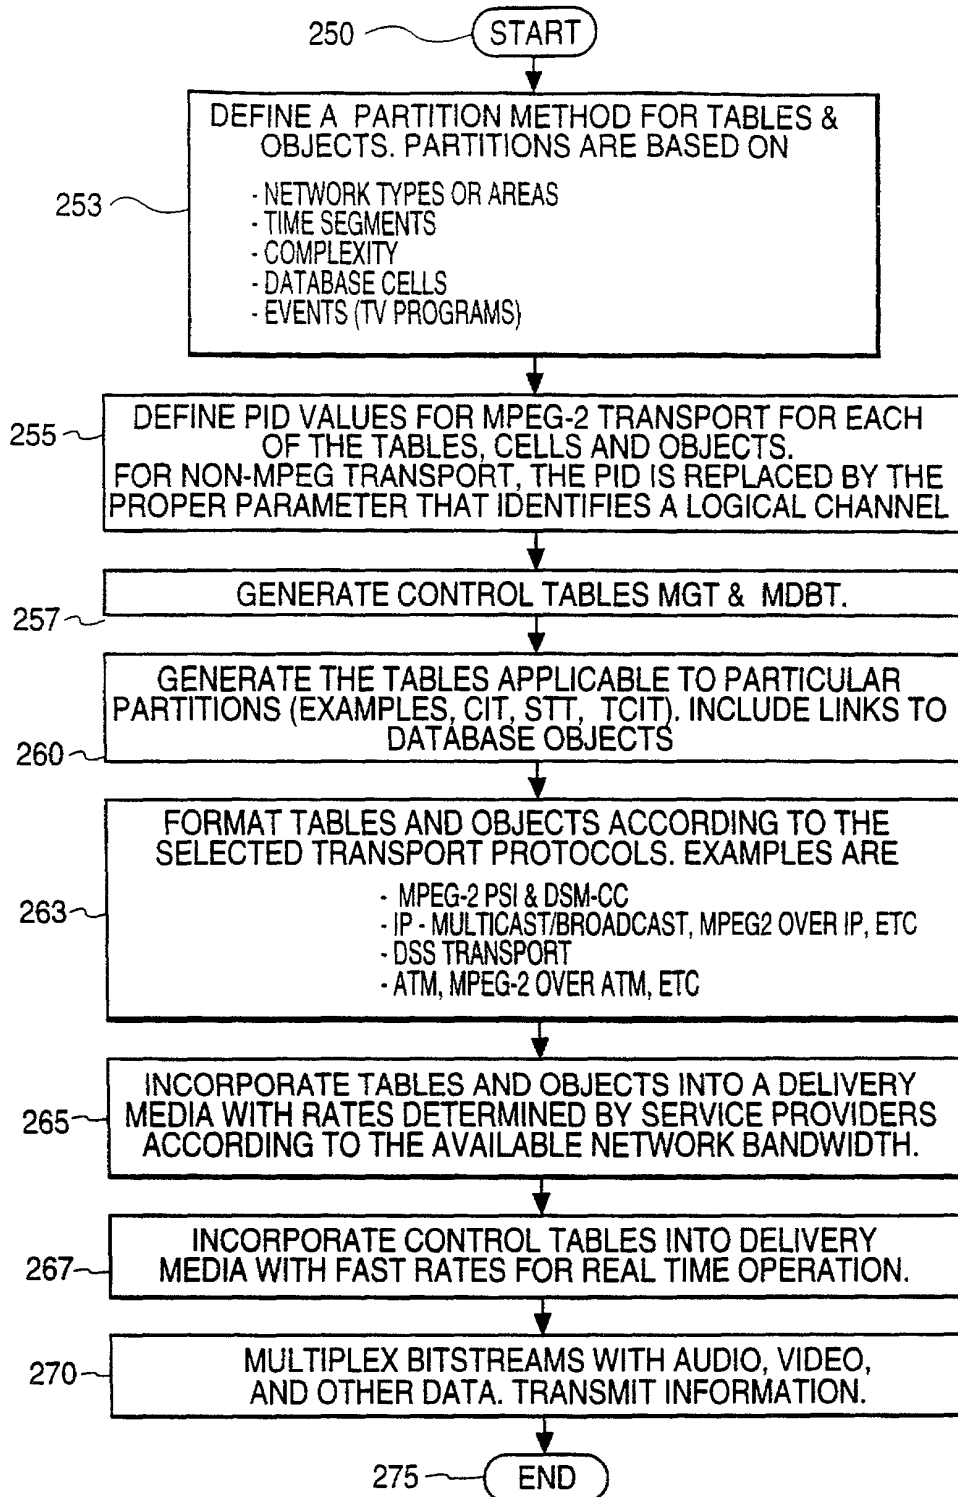 250 START
DEFINE A PARTITION METHOD FOR TABLES &
OBJECTS. PARTITIONS ARE BASED ON
253
- NETWORK TYPES OR AREAS
- TIME SEGMENTS
- COMPLEXITY
- DATABASE CELLS
- EVENTS (TV PROGRAMS)
255
DEFINE PID VALUES FOR MPEG-2 TRANSPORT FOR EACH
OF THE TABLES, CELLS AND OBJECTS.
FOR NON-MPEG TRANSPORT, THE PID IS REPLACED BY THE
PROPER PARAMETER THAT IDENTIFIES A LOGICAL CHANNEL
257
GENERATE CONTROL TABLES MGT & MDBT.
260
GENERATE THE TABLES APPLICABLE TO PARTICULAR
PARTITIONS (EXAMPLES, CIT, STT, TCIT). INCLUDE LINKS TO
DATABASE OBJECTS
263
FORMAT TABLES AND OBJECTS ACCORDING TO THE
SELECTED TRANSPORT PROTOCOLS. EXAMPLES ARE
- MPEG-2 PSI & DSM-CC
- IP - MULTICAST/BROADCAST, MPEG2 OVER IP, ETC
- DSS TRANSPORT
- ATM, MPEG-2 OVER ATM, ETC
265
INCORPORATE TABLES AND OBJECTS INTO A DELIVERY
MEDIA WITH RATES DETERMINED BY SERVICE PROVIDERS
ACCORDING TO THE AVAILABLE NETWORK BANDWIDTH.
267
INCORPORATE CONTROL TABLES INTO DELIVERY
MEDIA WITH FAST RATES FOR REAL TIME OPERATION.
270
MULTIPLEX BITSTREAMS WITH AUDIO, VIDEO,
AND OTHER DATA. TRANSMIT INFORMATION.
275 END